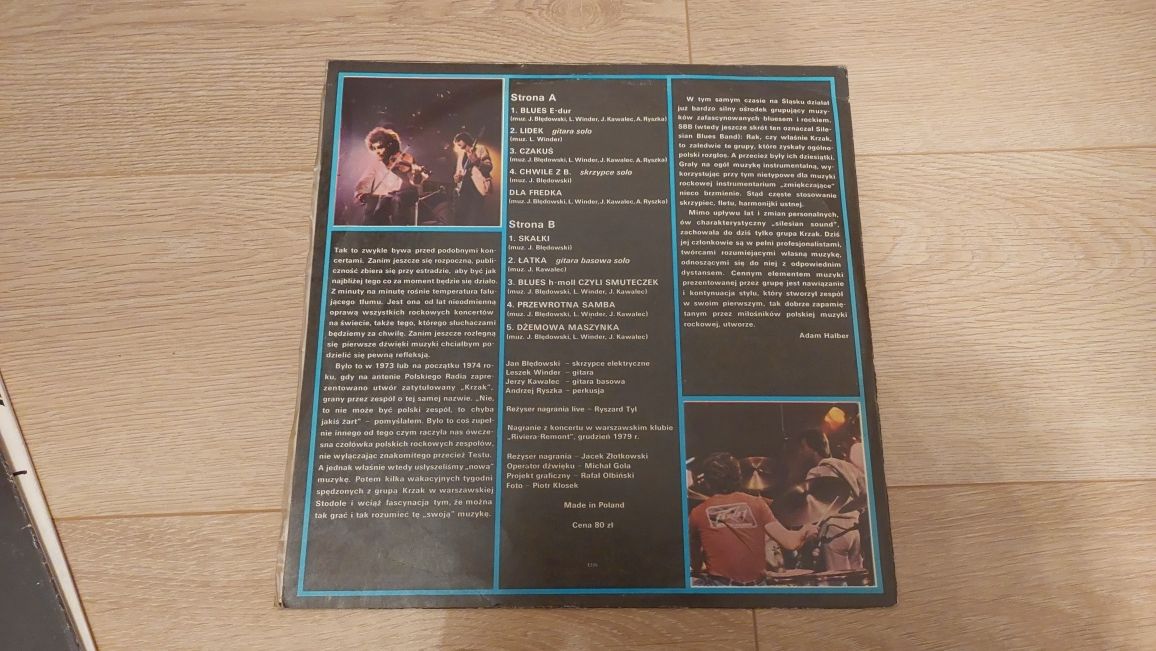 Strona A
1. BLUES E-dur
(muz. J. Błędowski, L. Winder, J. Kawalec, A. Ryszka)
2. LIDEK gitara solo
(muz. L. Winder)
3. CZAKUŚ
(muz. J. Błędowski, L. Winder, J. Kawalec, A. Ryszka)
4. CHWILE Z B. skrzypce solo
(muz. J. Błędowski)
DLA FREDKA
(muz. J. Błędowski, L. Winder, J. Kawalec, A. Ryszka)
Strona B
1. SKAŁKI
(muz. J. Błędowski)
2. ŁATKA gitara basowa solo
(muz. J. Kawalec)
3. BLUES h-moll CZYLI SMUTECZEK
(muz. J. Błędowski, L. Winder, J. Kawalec)
4. PRZEWROTNA SAMBA
(muz. J. Błędowski, L. Winder, J. Kawalec)
5. DŻEMOWA MASZYNKA
(muz. J. Błędowski, L. Winder, J. Kawalec)
Jan Błędowski – skrzypce elektryczne
Leszek Winder – gitara
Jerzy Kawalec – gitara basowa
Andrzej Ryszka – perkusja
Reżyser nagrania live – Ryszard Tyl
Nagranie z koncertu w warszawskim klubie
„Riviera-Remont", grudzień 1979 r.
Reżyser nagrania – Jacek Złotkowski
Operator dźwięku – Michał Gola
Projekt graficzny – Rafał Olbiński
Foto – Piotr Kłosek
Made in Poland
Cena 80 zł
Tak to zwykle bywa przed podobnymi kon-
certami. Zanim jeszcze się rozpoczną, publi-
czność zbiera się przy estradzie, aby być jak
najbliżej tego co za moment będzie się działo.
Z minuty na minutę rośnie temperatura falu-
jącego tłumu. Jest ona od lat nieodmienną
oprawą wszystkich rockowych koncertów
na świecie, także tego, którego słuchaczami
będziemy za chwilę. Zanim jeszcze rozlegną
się pierwsze dźwięki muzyki chciałbym po-
dzielić się pewną refleksją.
Było to w 1973 lub na początku 1974 ro-
ku, gdy na antenie Polskiego Radia zapre-
zentowano utwór zatytułowany „Krzak",
grany przez zespół o tej samej nazwie. „Nie,
to nie może być polski zespół, to chyba
jakiś żart" – pomyślałem. Było to coś zupeł-
nie innego od tego czym raczyła nas ówcze-
sna czołówka polskich rockowych zespołów,
nie wyłączając znakomitego przecież Testu.
A jednak właśnie wtedy usłyszeliśmy „nową"
muzykę. Potem kilka wakacyjnych tygodni
spędzonych z grupą Krzak w warszawskiej
Stodole i wciąż fascynacja tym, że można
tak grać i tak rozumieć tę „swoją" muzykę.
W tym samym czasie na Śląsku działał
już bardzo silny ośrodek grupujący muzy-
ków zafascynowanych bluesem i rockiem.
SBB (wtedy jeszcze skrót ten oznaczał Sile-
sian Blues Band): Rak, czy właśnie Krzak,
to zaledwie te grupy, które zyskały ogólno-
polski rozgłos. A przecież były ich dziesiątki.
Grały na ogół muzykę instrumentalną, wy-
korzystując przy tym nietypowe dla muzyki
rockowej instrumentarium „zmiękczające"
nieco brzmienie. Stąd częste stosowanie
skrzypiec, fletu, harmonijki ustnej.
Mimo upływu lat i zmian personalnych,
ów charakterystyczny „silesian sound",
zachowała do dziś tylko grupa Krzak. Dziś
jej członkowie są w pełni profesjonalistami,
twórcami rozumiejącymi własną muzykę,
odnoszącymi się do niej z odpowiednim
dystansem. Cennym elementem muzyki
prezentowanej przez grupę jest nawiązanie
i kontynuacja stylu, który stworzył zespół
w swoim pierwszym, tak dobrze zapamię-
tanym przez miłośników polskiej muzyki
rockowej, utworze.
Adam Halber